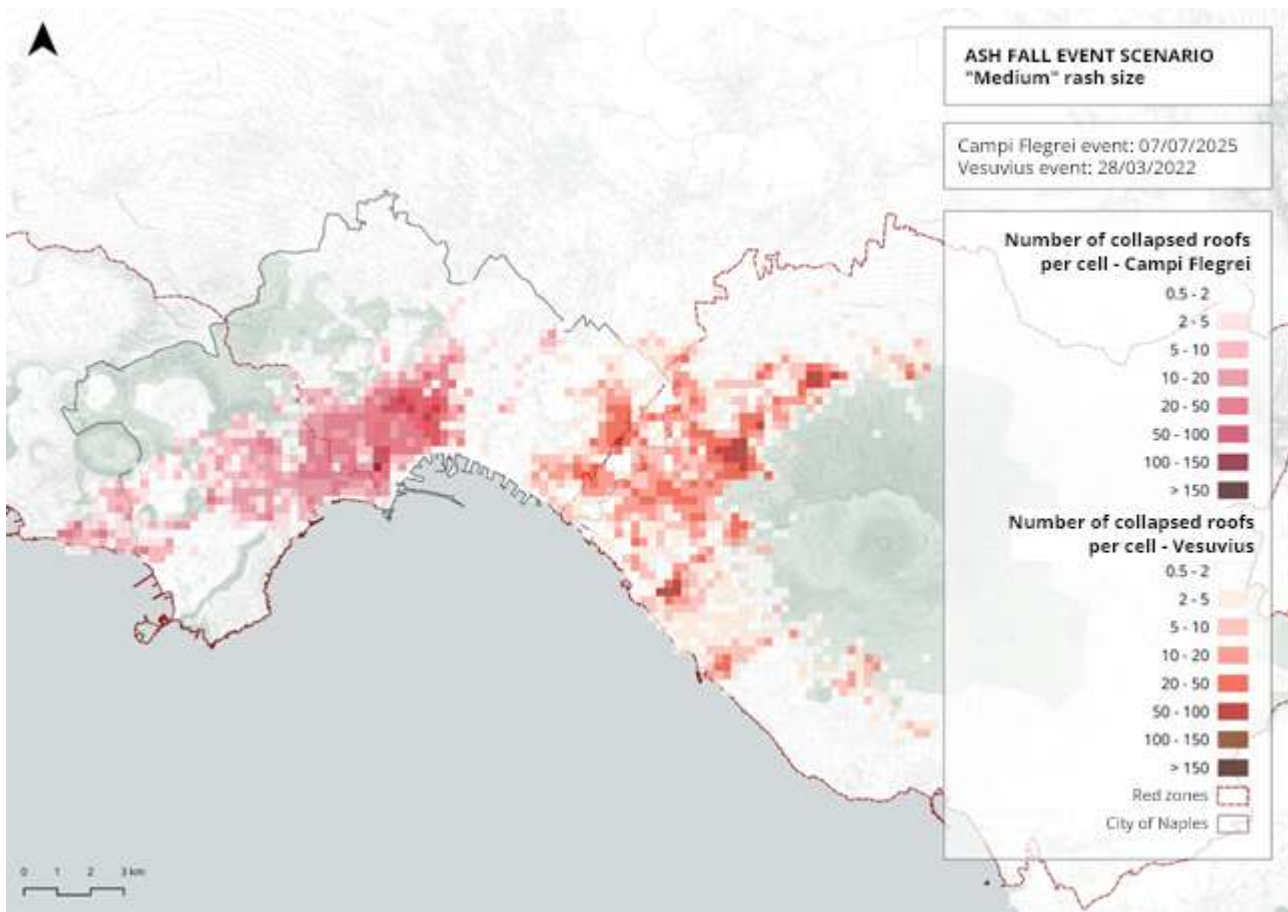 ASH FALL EVENT SCENARIO
"Medium" rash size
Campi Flegrei event: 07/07/2025
Vesuvius event: 28/03/2022
Number of collapsed roofs
per cell - Campi Flegrei
0.5 - 2
2 - 5
5 - 10
10 - 20
20 - 50
50 - 100
100 - 150
> 150
Number of collapsed roofs
per cell - Vesuvius
0.5 - 2
2 - 5
5 - 10
10 - 20
20 - 50
50 - 100
100 - 150
> 150
Red zones
City of Naples
0 1 2 3 km